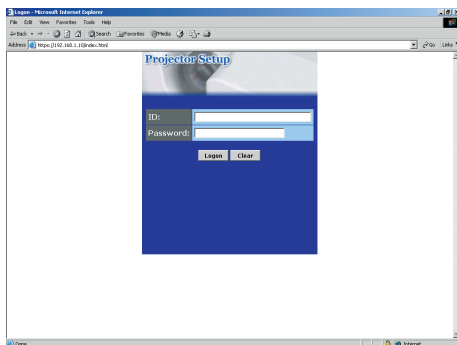 Logon - Microsoft Internet Explorer
File Edit View Favorites Tools Help
Back Search Favorites Media
Address https://192.168.1.10/index.html Go Links
Projector Setup
ID:
Password:
Logon Clear
Done Internet